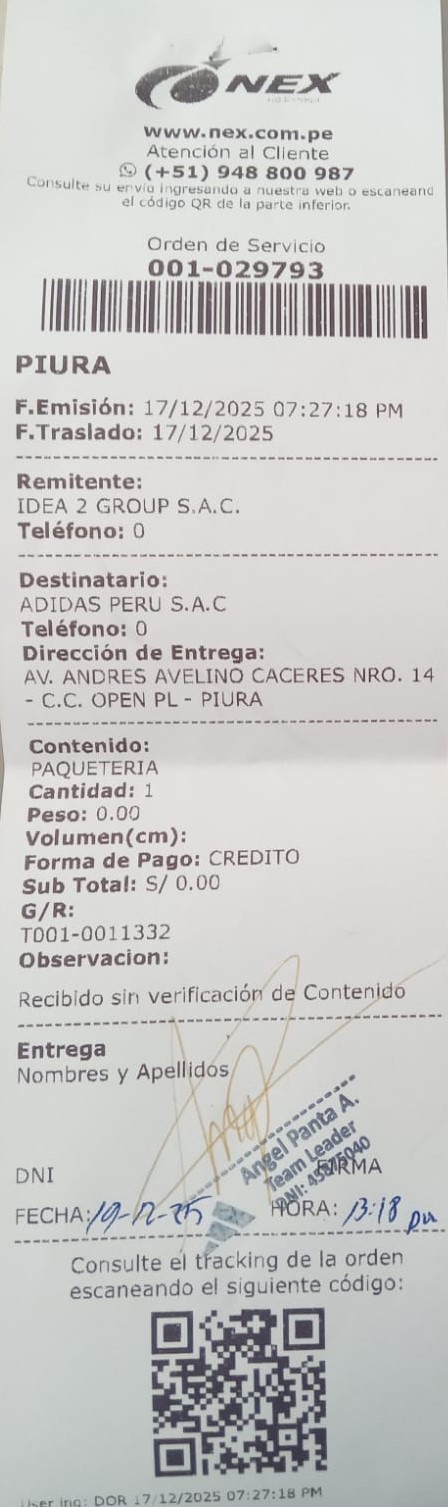 NEX
www.nex.com.pe
Atención al Cliente
(+51) 948 800 987
Consulte su envío ingresando a nuestra web o escaneand
el código QR de la parte inferior.
Orden de Servicio
001-029793
PIURA
F.Emisión: 17/12/2025 07:27:18 PM
F.Traslado: 17/12/2025
Remitente:
IDEA 2 GROUP S.A.C.
Teléfono: 0
Destinatario:
ADIDAS PERU S.A.C
Teléfono: 0
Dirección de Entrega:
AV. ANDRES AVELINO CACERES NRO. 14
- C.C. OPEN PL - PIURA
Contenido:
PAQUETERIA
Cantidad: 1
Peso: 0.00
Volumen(cm):
Forma de Pago: CREDITO
Sub Total: S/ 0.00
G/R:
T001-0011332
Observacion:
Recibido sin verificación de Contenido
Entrega
Nombres y Apellidos
Angel Panta A.
Team Leader
DNI:
DNI
FIRMA
FECHA: 19-12-25 HORA: 13:18 pm
Consulte el tracking de la orden
escaneando el siguiente código:
User ing: DOR 17/12/2025 07:27:18 PM